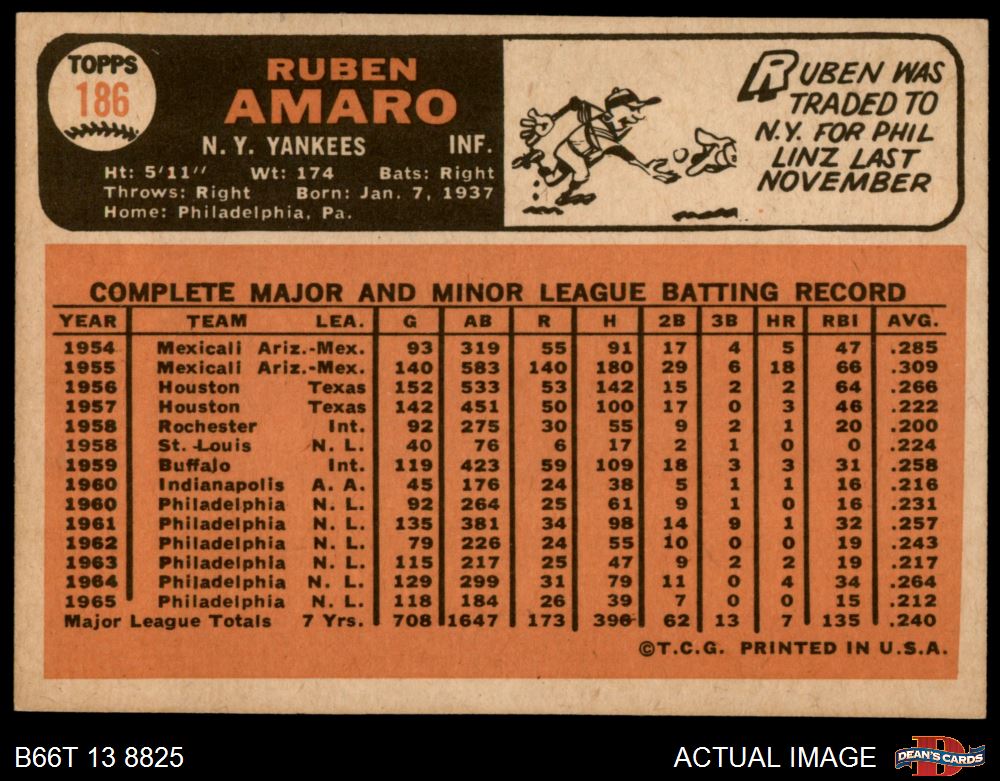 TOPPS
186
RUBEN
AMARO
N. Y. YANKEES INF.
Ht: 5'11" Wt: 174 Bats: Right
Throws: Right Born: Jan. 7, 1937
Home: Philadelphia, Pa.
RUBEN WAS
TRADED TO
N.Y. FOR PHIL
LINZ LAST
NOVEMBER
COMPLETE MAJOR AND MINOR LEAGUE BATTING RECORD
YEAR TEAM LEA. G AB R H 2B 3B HR RBI AVG.
1954 Mexicali Ariz.-Mex. 93 319 55 91 17 4 5 47 .285
1955 Mexicali Ariz.-Mex. 140 583 140 180 29 6 18 66 .309
1956 Houston Texas 152 533 53 142 15 2 2 64 .266
1957 Houston Texas 142 451 50 100 17 0 3 46 .222
1958 Rochester Int. 92 275 30 55 9 2 1 20 .200
1958 St. Louis N. L. 40 76 6 17 2 1 0 0 .224
1959 Buffalo Int. 119 423 59 109 18 3 3 31 .258
1960 Indianapolis A. A. 45 176 24 38 5 1 1 16 .216
1960 Philadelphia N. L. 92 264 25 61 9 1 0 16 .231
1961 Philadelphia N. L. 135 381 34 98 14 9 1 32 .257
1962 Philadelphia N. L. 79 226 24 55 10 0 0 19 .243
1963 Philadelphia N. L. 115 217 25 47 9 2 2 19 .217
1964 Philadelphia N. L. 129 299 31 79 11 0 4 34 .264
1965 Philadelphia N. L. 118 184 26 39 7 0 0 15 .212
Major League Totals 7 Yrs. 708 1647 173 396 62 13 7 135 .240
©T.C.G. PRINTED IN U.S.A.
B66T 13 8825
ACTUAL IMAGE
D
DEAN'S CARDS